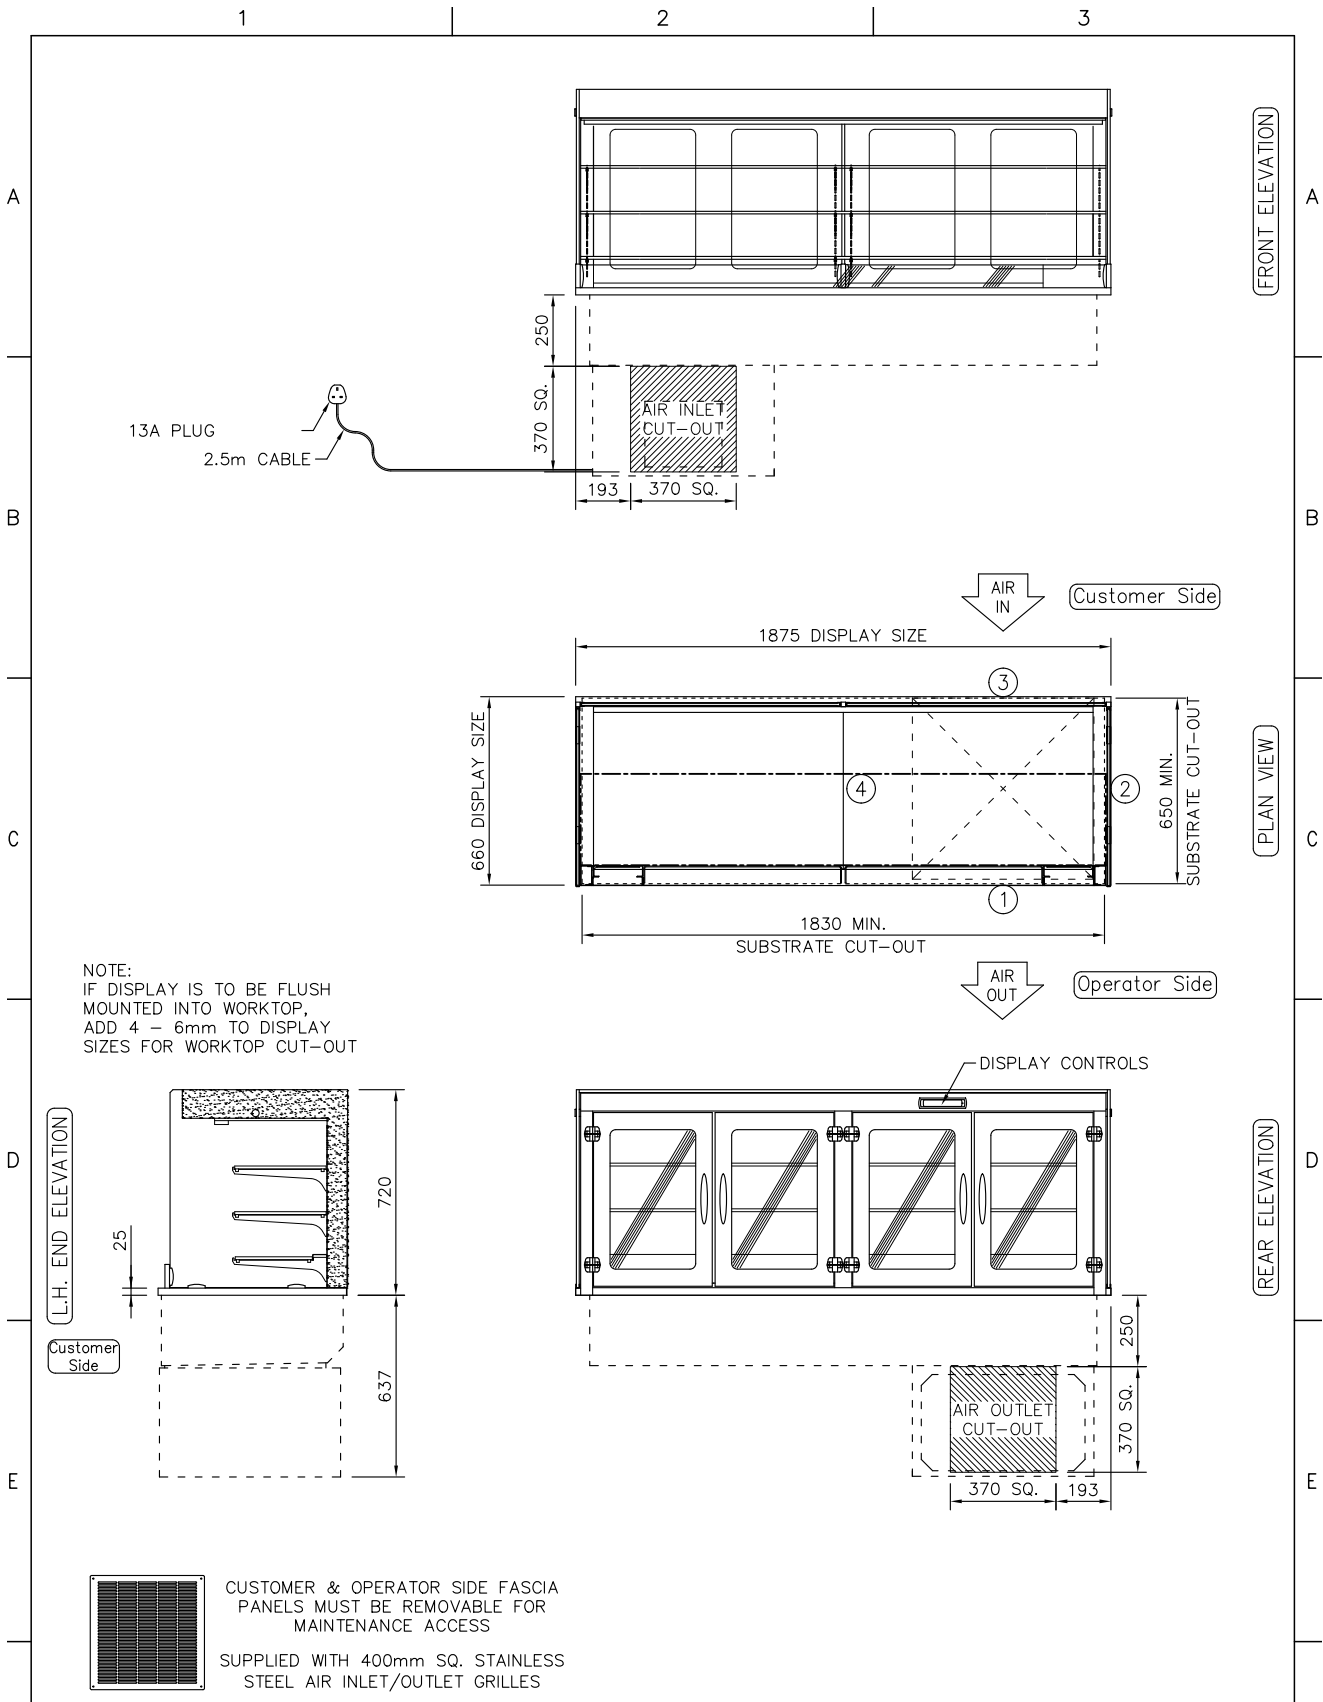 1
2
3
A
A
FRONT ELEVATION
250
370 SQ.
AIR INLET
CUT-OUT
13A PLUG
2.5m CABLE
193
370 SQ.
B
B
AIR
IN
Customer Side
1875 DISPLAY SIZE
3
660 DISPLAY SIZE
4
2
650 MIN.
SUBSTRATE CUT-OUT
PLAN VIEW
C
C
1
1830 MIN.
SUBSTRATE CUT-OUT
AIR
OUT
Operator Side
NOTE:
IF DISPLAY IS TO BE FLUSH
MOUNTED INTO WORKTOP,
ADD 4 - 6mm TO DISPLAY
SIZES FOR WORKTOP CUT-OUT
DISPLAY CONTROLS
L.H. END ELEVATION
D
D
720
25
REAR ELEVATION
Customer
Side
637
250
370 SQ.
AIR OUTLET
CUT-OUT
E
E
370 SQ.
193
CUSTOMER & OPERATOR SIDE FASCIA
PANELS MUST BE REMOVABLE FOR
MAINTENANCE ACCESS
SUPPLIED WITH 400mm SQ. STAINLESS
STEEL AIR INLET/OUTLET GRILLES